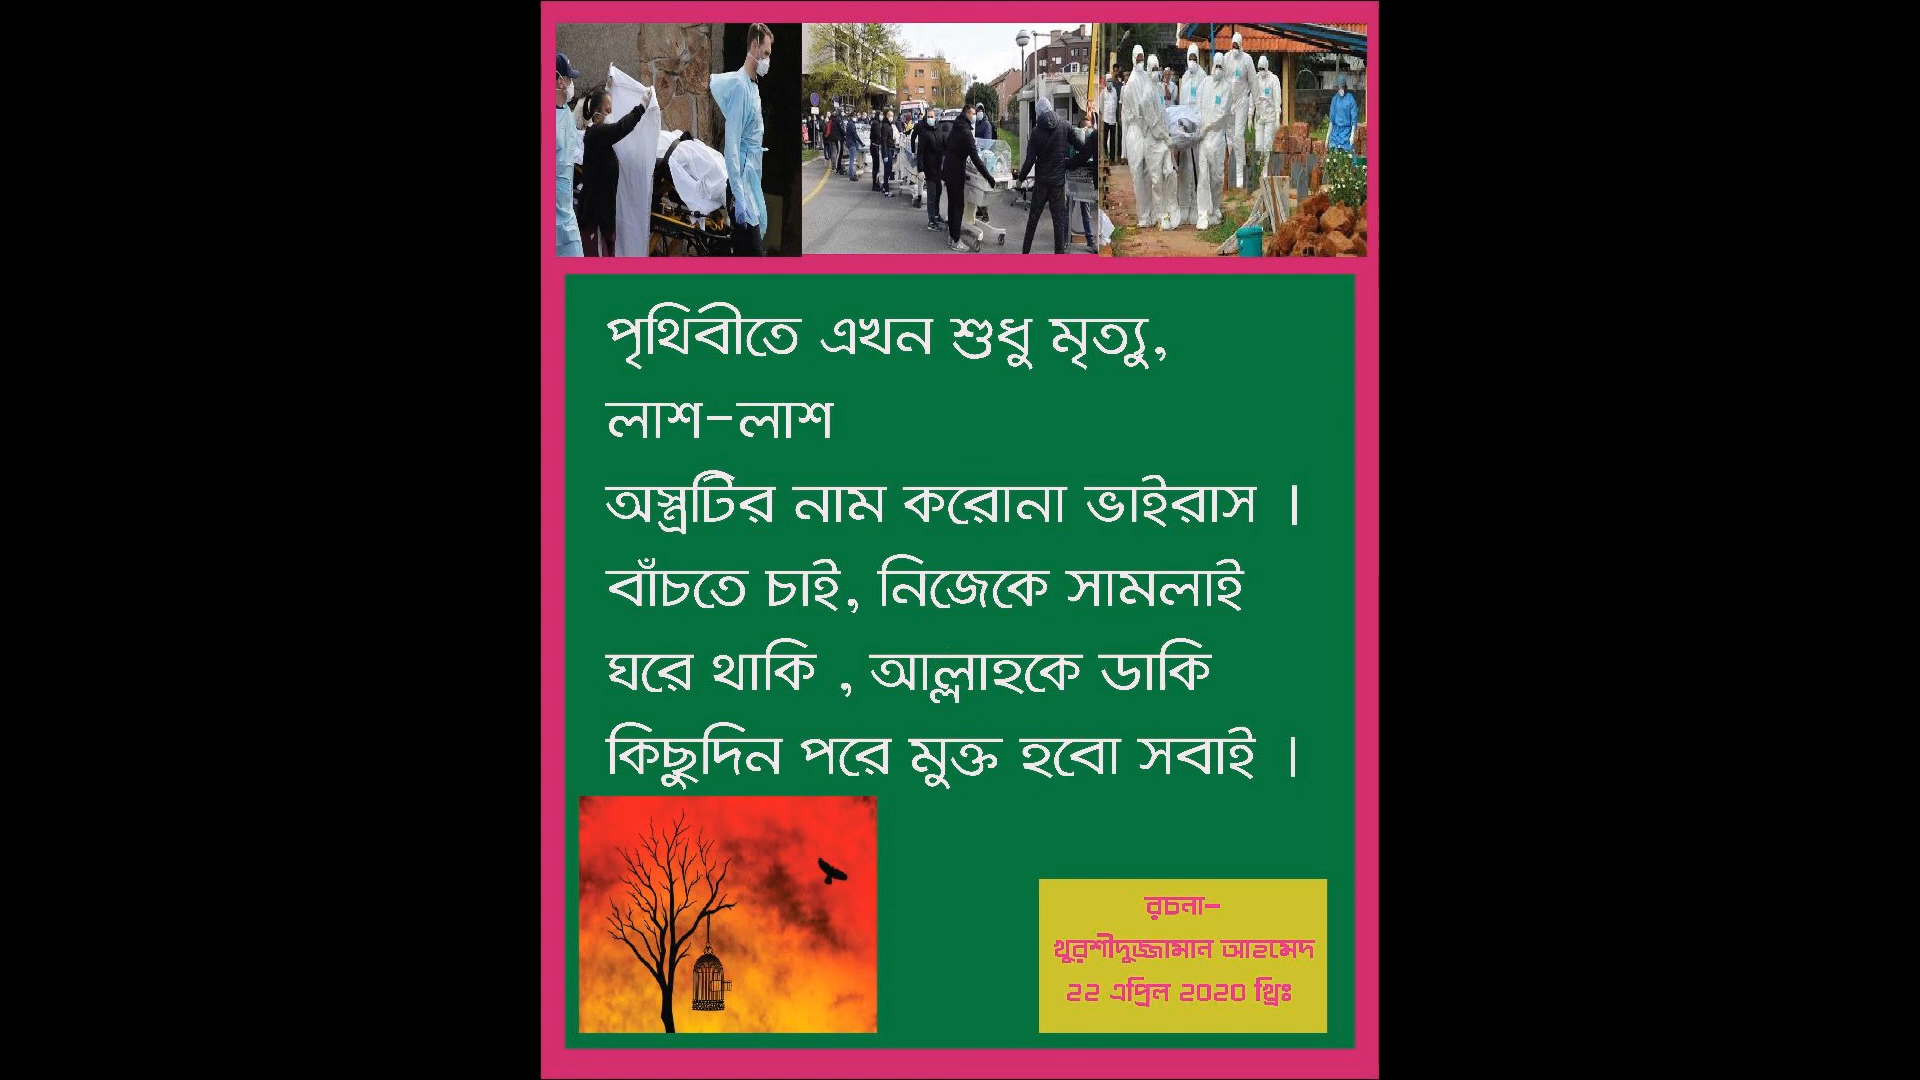 পৃথিবীতে এখন শুধু মৃত্যু,
লাশ-লাশ
অস্ত্রটির নাম করোনা ভাইরাস ।
বাঁচতে চাই, নিজেকে সামলাই
ঘরে থাকি , আল্লাহকে ডাকি
কিছুদিন পরে মুক্ত হবো সবাই ।
রচনা-
খুরশীদুজ্জামান আহমেদ
২২ এপ্রিল ২০২০ খ্রিঃ